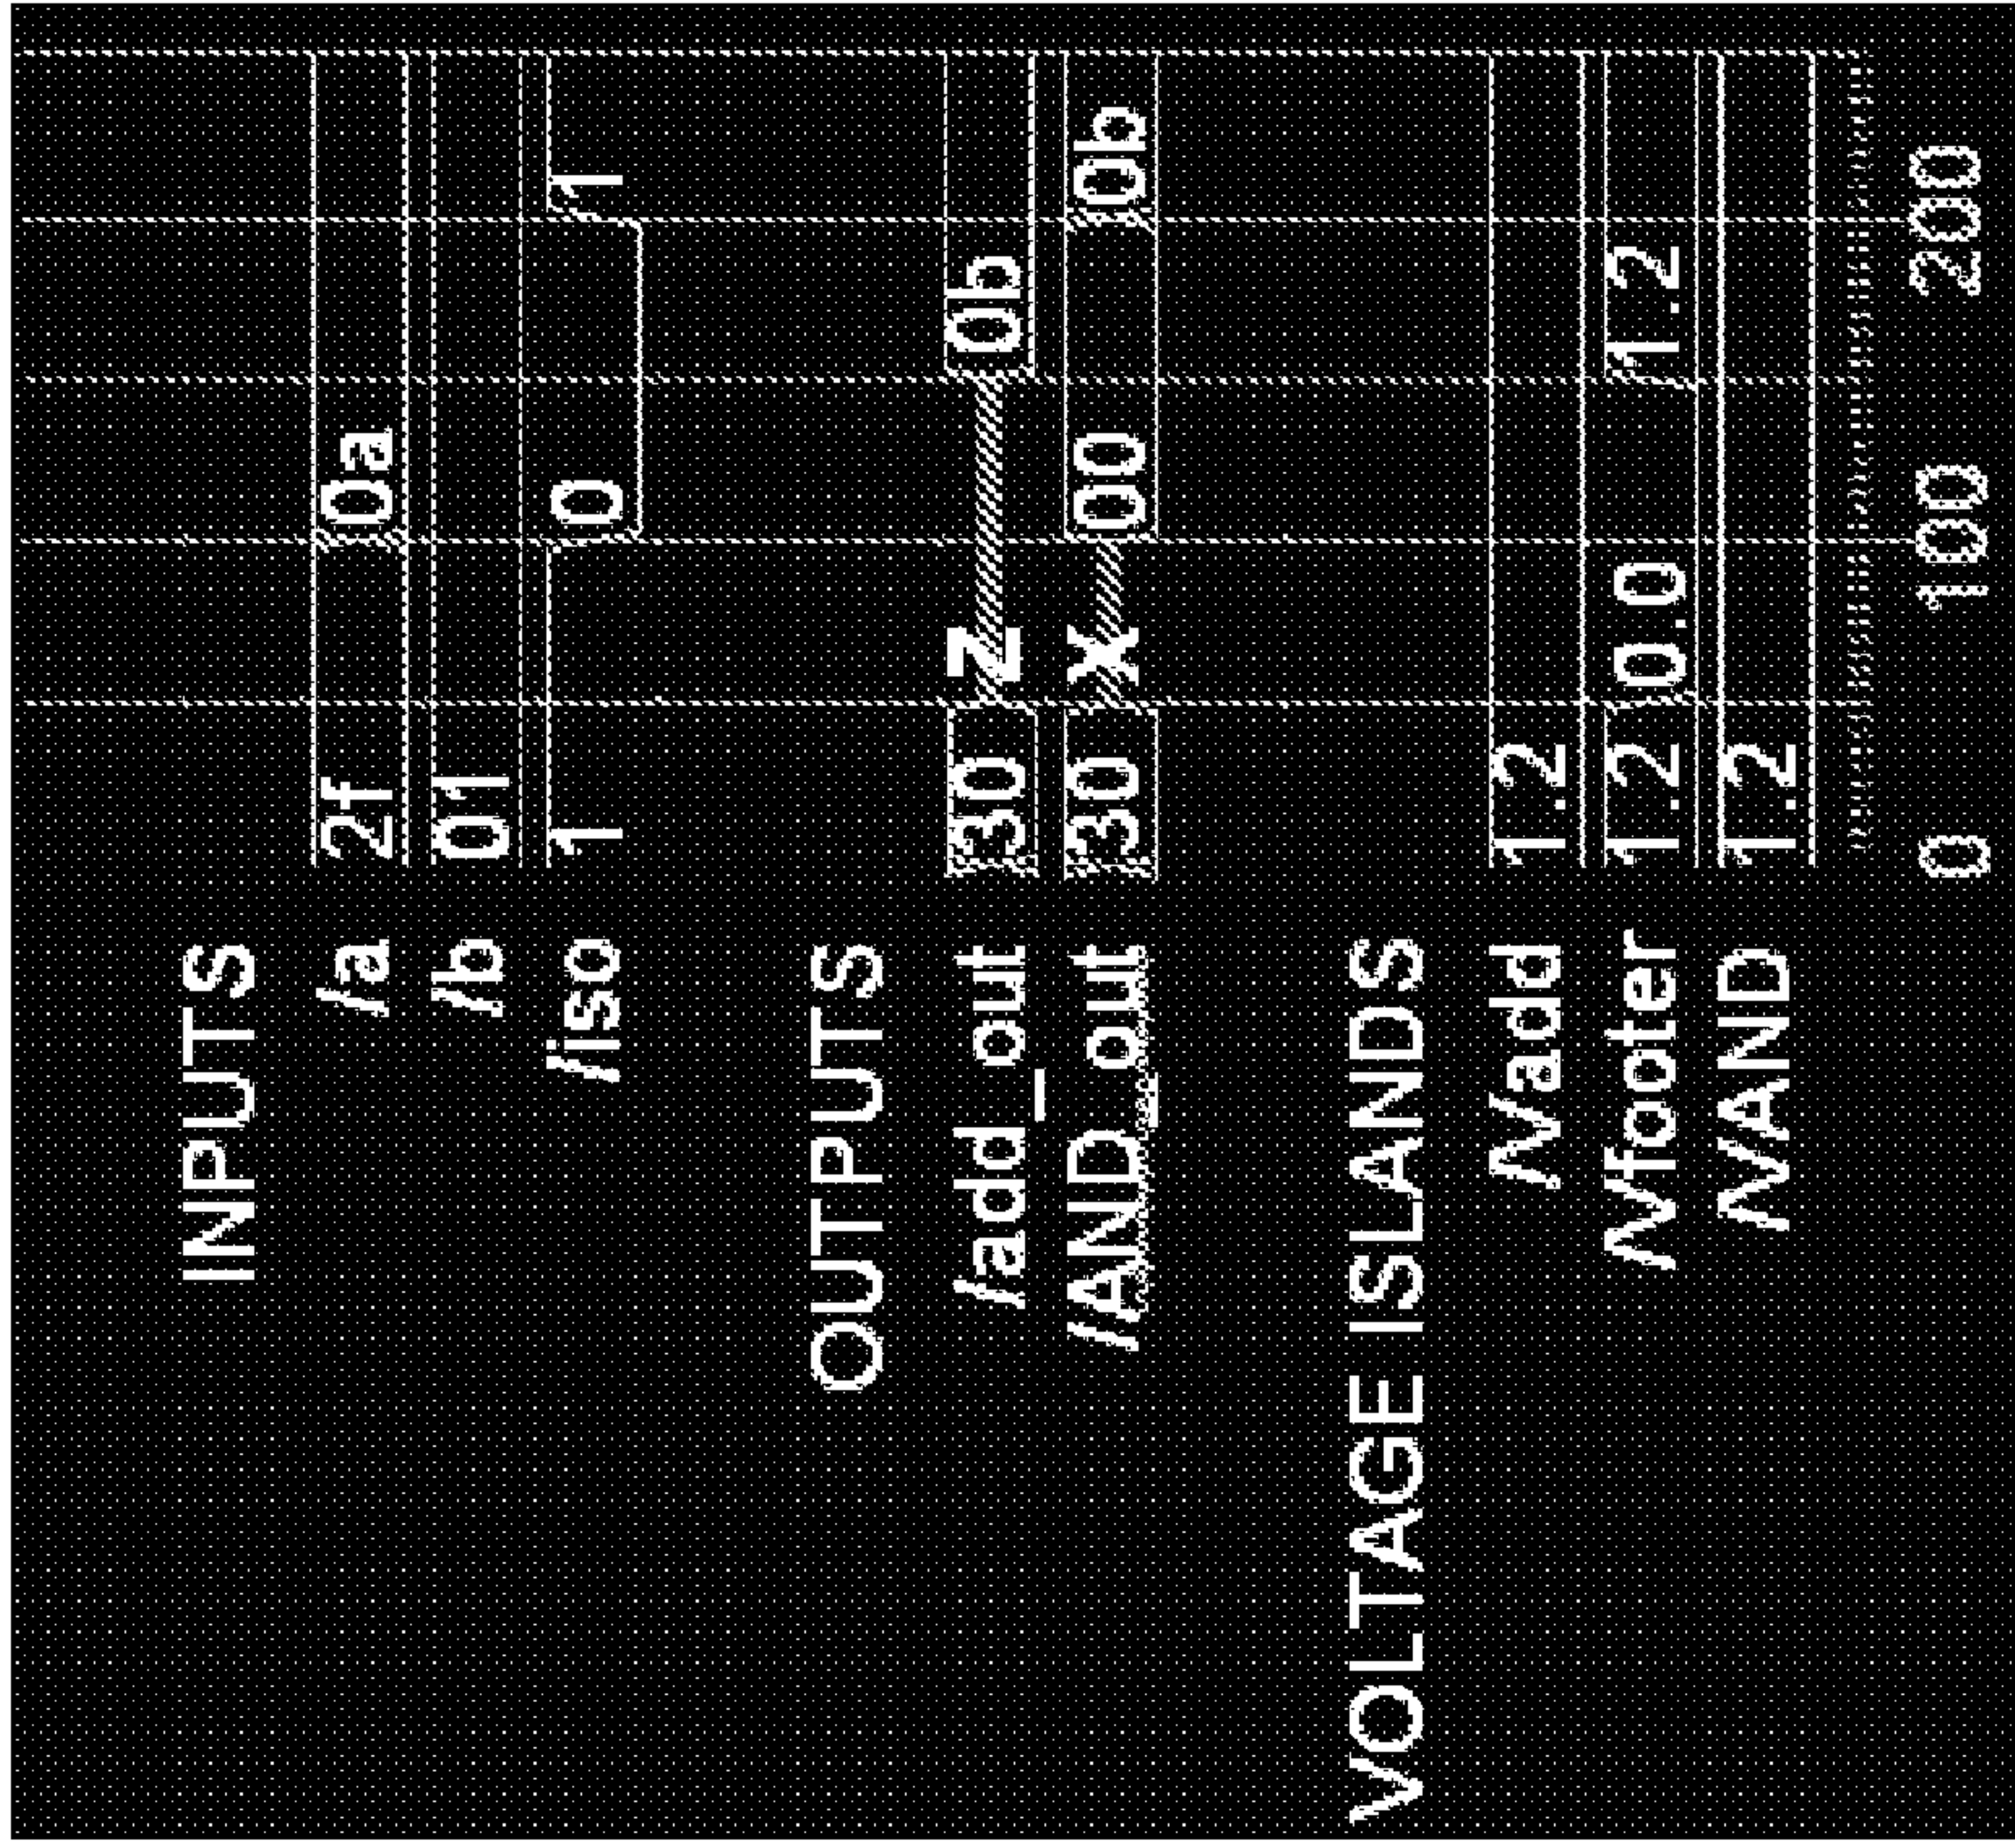 INPUTS
/a 2f 0a
/b 01
/iso 1 0 1
OUTPUTS
/add_out 30 Z 0b
/AND_out 30 X 00 0b
VOLTAGE ISLANDS
/Vadd 1.2
/Vfooter 1.2 0.0 1.2
/VAND 1.2
0 100 200